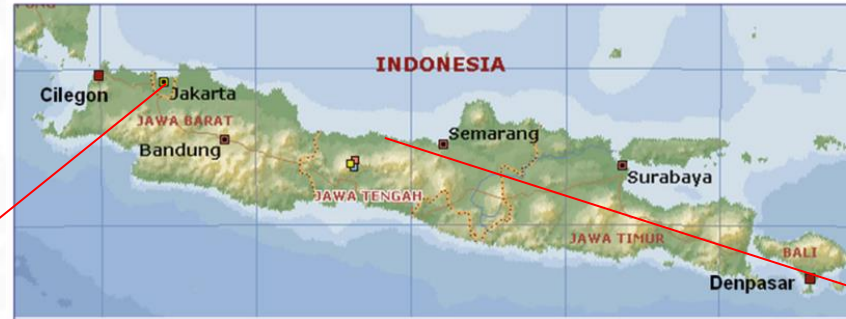 INDONESIA
Cilegon
Jakarta
JAWA BARAT
Semarang
Bandung
Surabaya
JAWA TENGAH
JAWA TIMUR
BALI
Denpasar